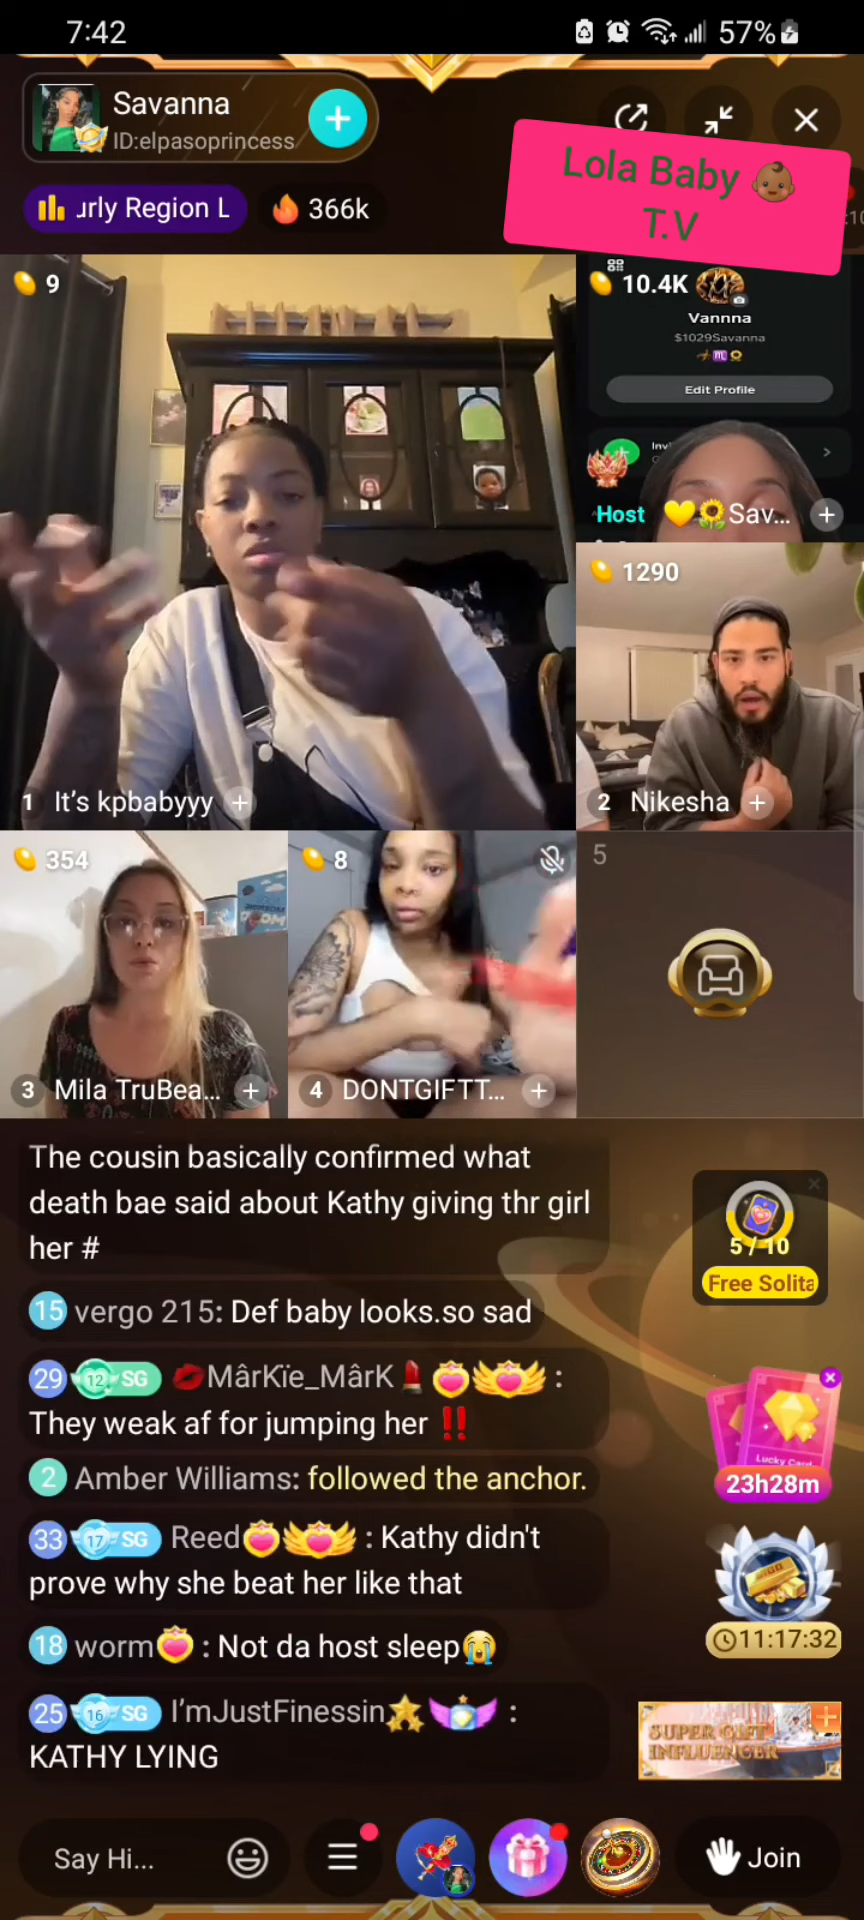 7:42
57%
Savanna
ID:elpasoprincess
Lola Baby 👶🏾
T.V
ɹrly Region L
366k
9
10.4K
Vannna
$1029Savanna
Edit Profile
Host 💛🌻Sav...
1290
1 It's kpbabyyy
2 Nikesha
354
8
5
3 Mila TruBea...
4 DONTGIFTT...
The cousin basically confirmed what
death bae said about Kathy giving thr girl
her #
5/10
Free Solita
15 vergo 215: Def baby looks.so sad
29 12 SG 💋MârKïe_MârK💄 :
They weak af for jumping her ‼️
Lucky Card
23h28m
2 Amber Williams: followed the anchor.
33 17 SG Reed : Kathy didn't
prove why she beat her like that
11:17:32
18 worm : Not da host sleep😭
25 16 SG I'mJustFinessin :
KATHY LYING
SUPER GIFT
INFLUENCER
Say Hi...
Join